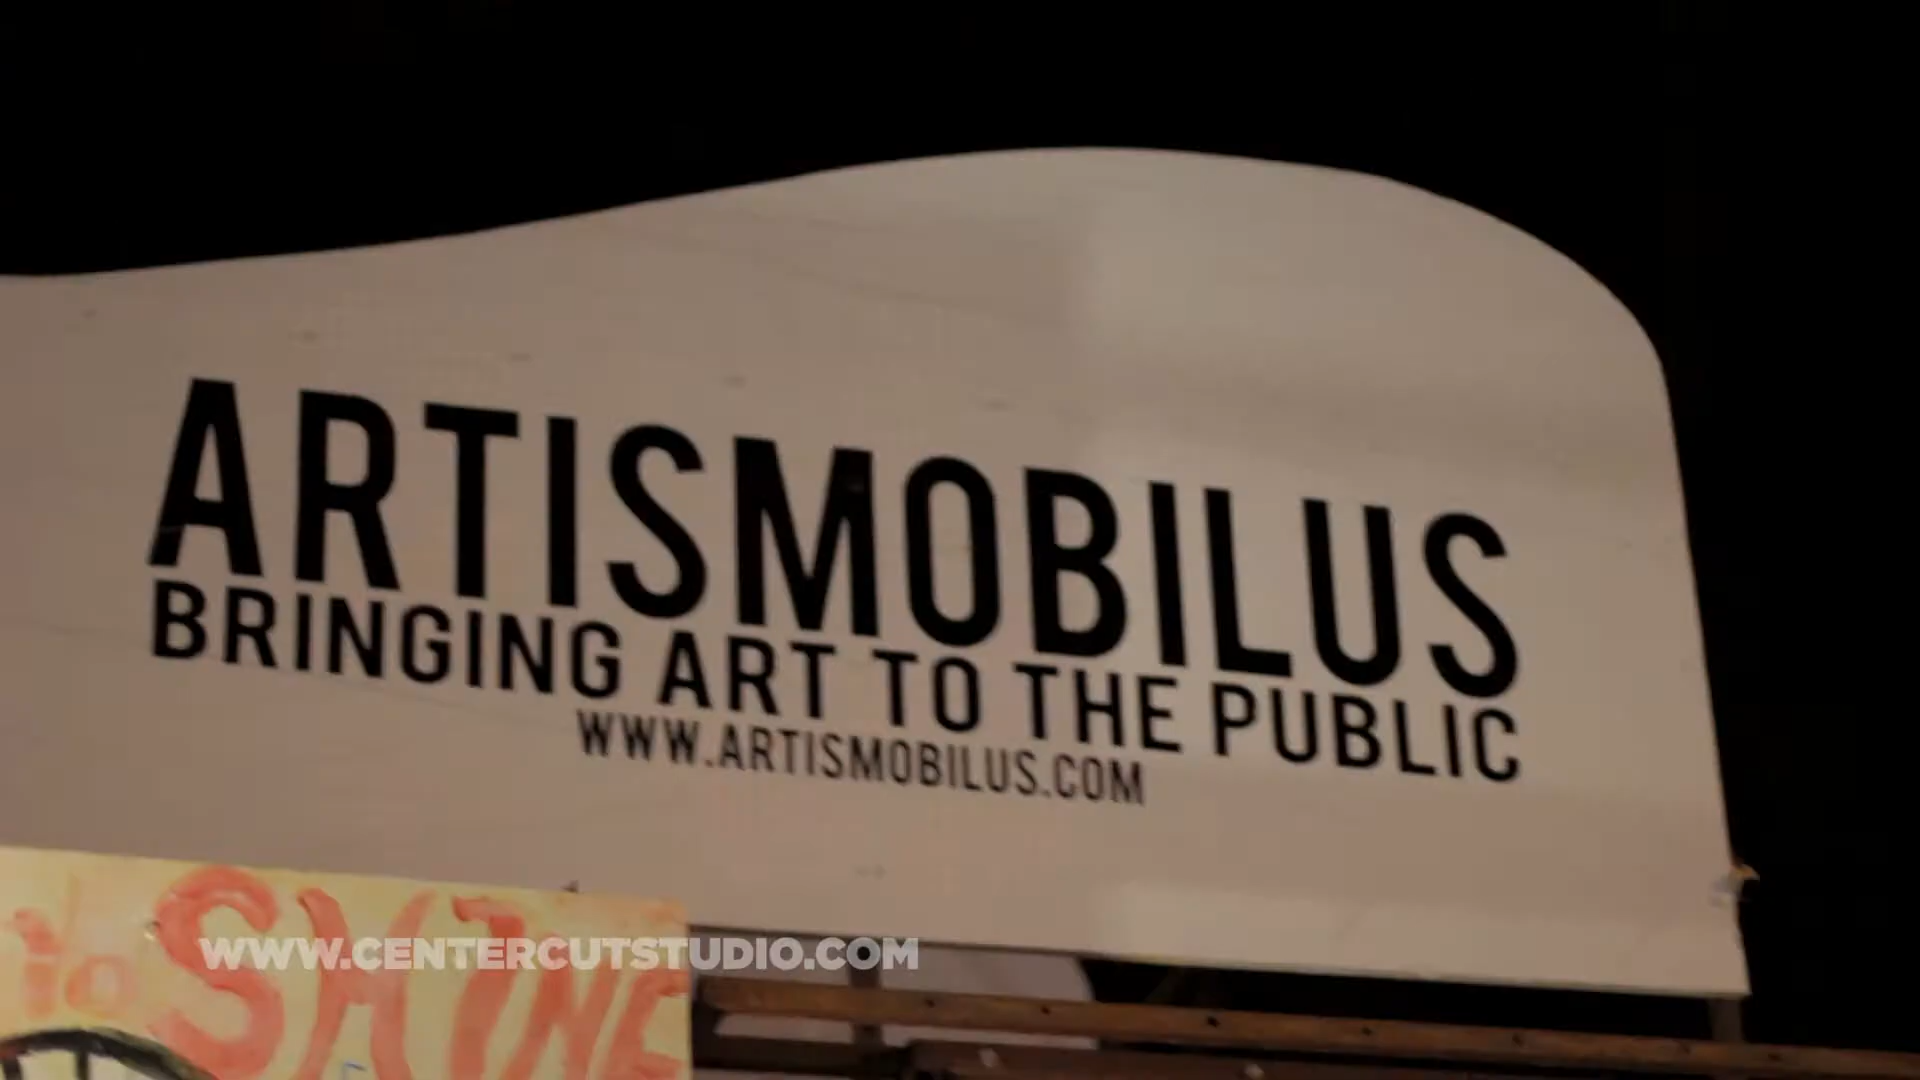 ARTISMOBILUS
BRINGING ART TO THE PUBLIC
WWW.ARTISMOBILUS.COM
SHINE
WWW.CENTERCUTSTUDIO.COM